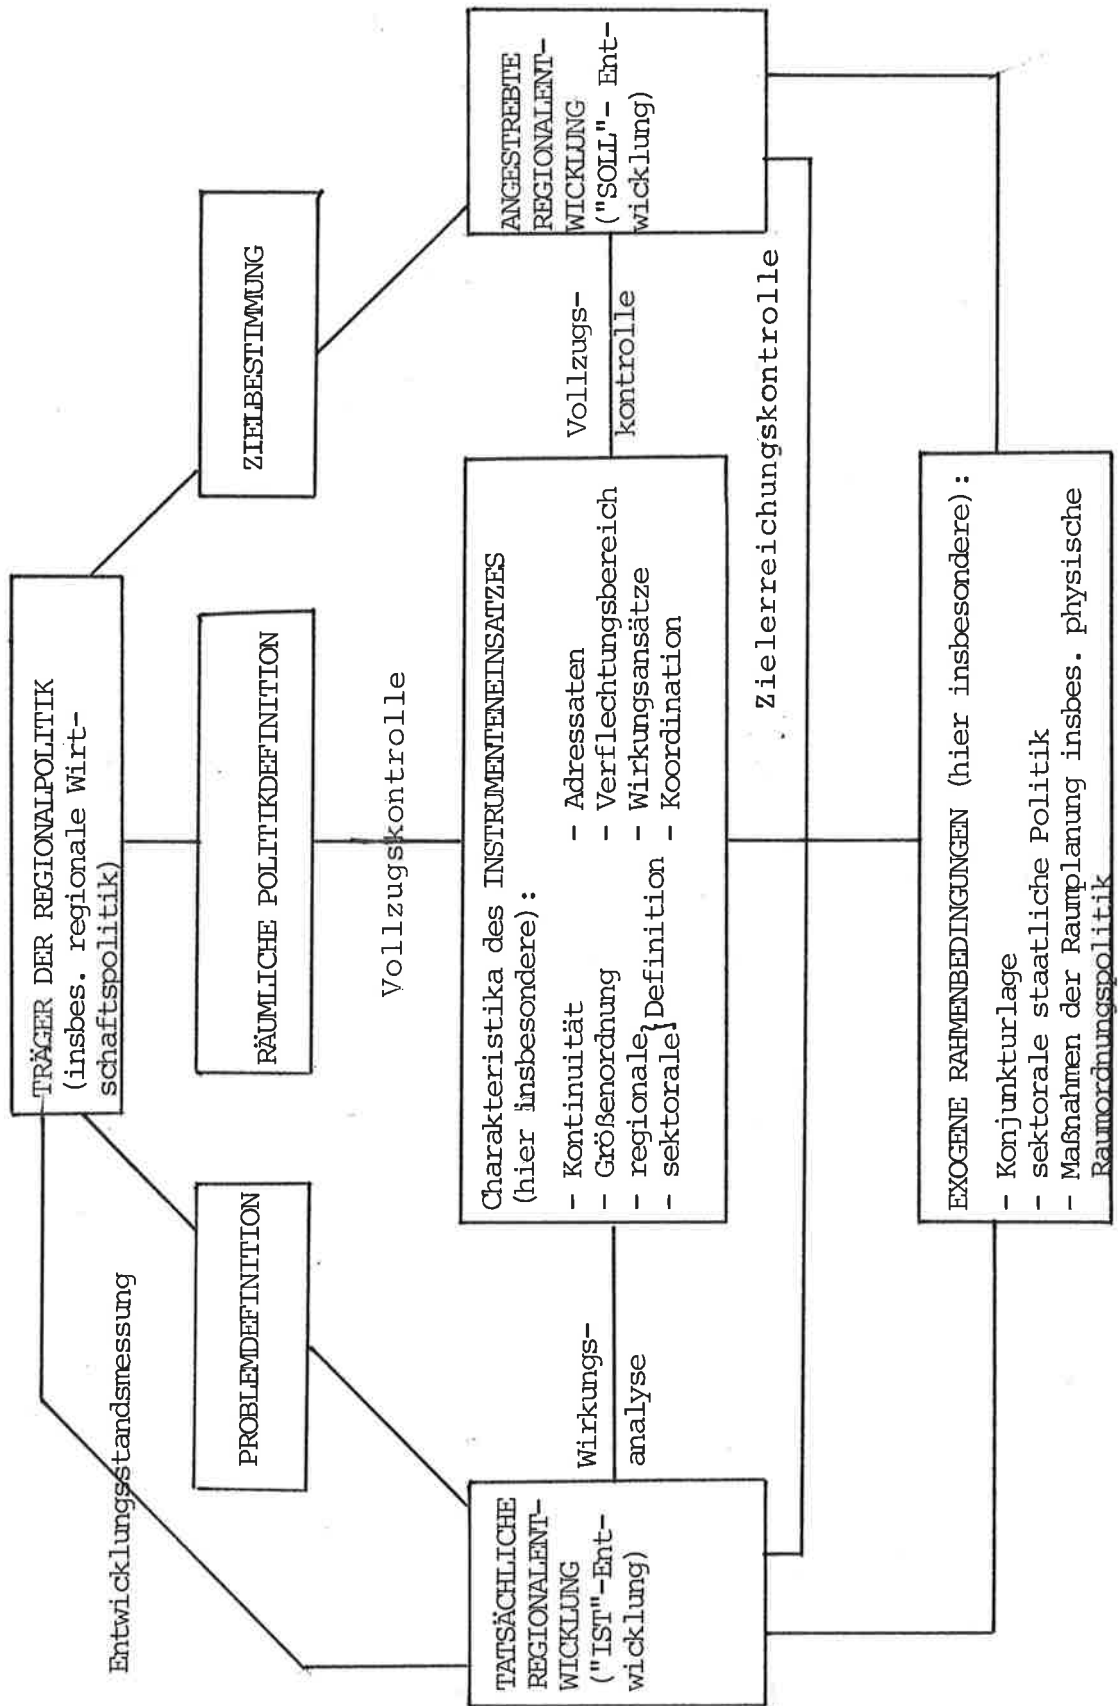 TRÄGER DER REGIONALPOLITIK
(insbes. regionale Wirt-
schaftspolitik)
Entwicklungsstandsmessung
PROBLEMDEFINITION
RÄUMLICHE POLITIKDEFINITION
ZIELBESTIMMUNG
Vollzugskontrolle
TATSÄCHLICHE
REGIONALENT-
WICKLUNG
("IST"-Ent-
wicklung)
Wirkungs-
analyse
Charakteristika des INSTRUMENTENEINSATZES
(hier insbesondere):
- Kontinuität - Adressaten
- Größenordnung - Verflechtungsbereich
- regionale } Definition - Wirkungsansätze
- sektorale - Koordination
Vollzugs-
kontrolle
ANGESTREBTE
REGIONALENT-
WICKLUNG
("SOLL"- Ent-
wicklung)
Zielerreichungskontrolle
EXOGENE RAHMENBEDINGUNGEN (hier insbesondere):
- Konjunkturlage
- sektorale staatliche Politik
- Maßnahmen der Raumplanung insbes. physische
Raumordnungspolitik